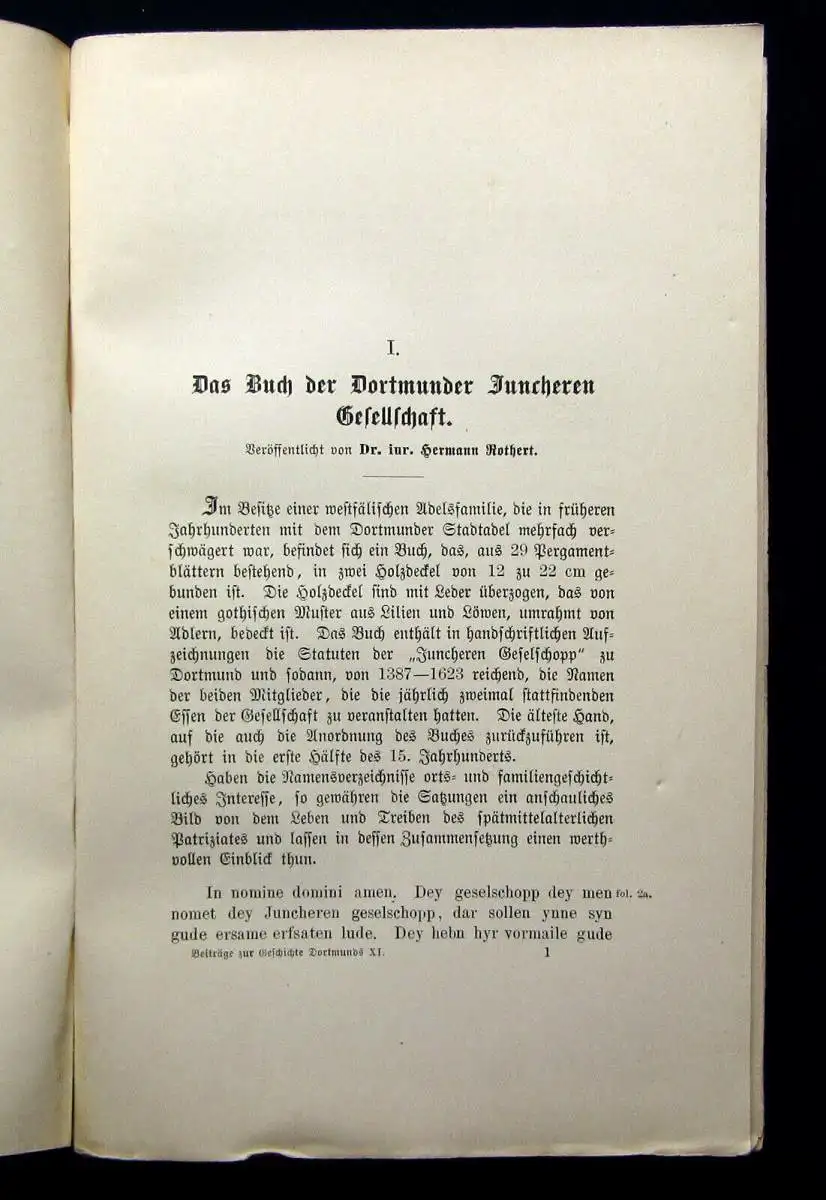 I.
Das Buch der Dortmunder Juncheren
Gesellschaft.
Veröffentlicht von Dr. iur. Hermann Rothert.
Im Besitze einer westfälischen Adelsfamilie, die in früheren
Jahrhunderten mit dem Dortmunder Stadtadel mehrfach ver-
schwägert war, befindet sich ein Buch, das, aus 29 Pergament-
blättern bestehend, in zwei Holzdeckel von 12 zu 22 cm ge-
bunden ist. Die Holzdeckel sind mit Leder überzogen, das von
einem gothischen Muster aus Lilien und Löwen, umrahmt von
Adlern, bedeckt ist. Das Buch enthält in handschriftlichen Auf-
zeichnungen die Statuten der „Juncheren Geselschopp" zu
Dortmund und sodann, von 1387—1623 reichend, die Namen
der beiden Mitglieder, die die jährlich zweimal stattfindenden
Essen der Gesellschaft zu veranstalten hatten. Die älteste Hand,
auf die auch die Anordnung des Buches zurückzuführen ist,
gehört in die erste Hälfte des 15. Jahrhunderts.
Haben die Namensverzeichnisse orts- und familiengeschicht-
liches Interesse, so gewähren die Satzungen ein anschauliches
Bild von dem Leben und Treiben des spätmittelalterlichen
Patriziates und lassen in dessen Zusammensetzung einen werth-
vollen Einblick thun.
In nomine domini amen. Dey geselschopp dey men fol. 2a.
nomet dey Juncheren geselschopp, dar sollen ynne syn
gude ersame erfsaten lude. Dey hebn hyr vormaile gude
Beiträge zur Geschichte Dortmunds XI. 1